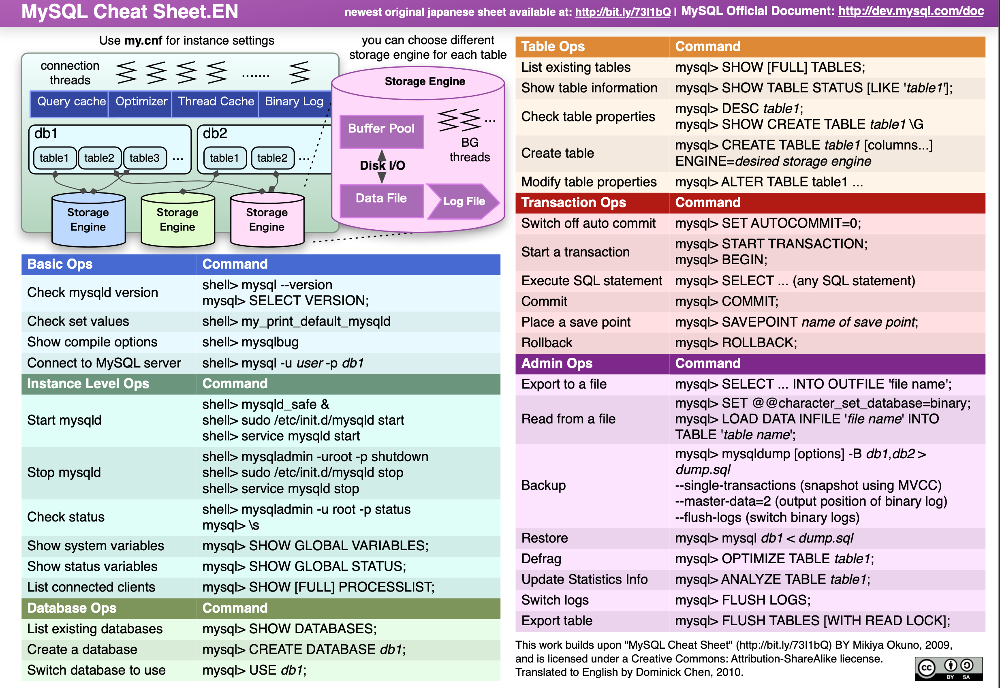 MySQL Cheat Sheet.EN
newest original japanese sheet available at: http://bit.ly/73I1bQ | MySQL Official Document: http://dev.mysql.com/doc
Use my.cnf for instance settings
connection
threads
.......
Query cache Optimizer Thread Cache Binary Log
db1
table1 table2 table3 ...
db2
table1 table2 ...
Storage
Engine
Storage
Engine
Storage
Engine
you can choose different
storage engine for each table
Storage Engine
Buffer Pool
...
BG
threads
Disk I/O
Data File
Log File
Basic Ops Command
Check mysqld version
shell> mysql --version
mysql> SELECT VERSION;
Check set values shell> my_print_default_mysqld
Show compile options shell> mysqlbug
Connect to MySQL server shell> mysql -u user -p db1
Instance Level Ops Command
Start mysqld
shell> mysqld_safe &
shell> sudo /etc/init.d/mysqld start
shell> service mysqld start
Stop mysqld
shell> mysqladmin -uroot -p shutdown
shell> sudo /etc/init.d/mysqld stop
shell> service mysqld stop
Check status
shell> mysqladmin -u root -p status
mysql> \s
Show system variables mysql> SHOW GLOBAL VARIABLES;
Show status variables mysql> SHOW GLOBAL STATUS;
List connected clients mysql> SHOW [FULL] PROCESSLIST;
Database Ops Command
List existing databases mysql> SHOW DATABASES;
Create a database mysql> CREATE DATABASE db1;
Switch database to use mysql> USE db1;
Table Ops Command
List existing tables mysql> SHOW [FULL] TABLES;
Show table information mysql> SHOW TABLE STATUS [LIKE 'table1'];
Check table properties
mysql> DESC table1;
mysql> SHOW CREATE TABLE table1 \G
Create table
mysql> CREATE TABLE table1 [columns...]
ENGINE=desired storage engine
Modify table properties mysql> ALTER TABLE table1 ...
Transaction Ops Command
Switch off auto commit mysql> SET AUTOCOMMIT=0;
Start a transaction
mysql> START TRANSACTION;
mysql> BEGIN;
Execute SQL statement mysql> SELECT ... (any SQL statement)
Commit mysql> COMMIT;
Place a save point mysql> SAVEPOINT name of save point;
Rollback mysql> ROLLBACK;
Admin Ops Command
Export to a file mysql> SELECT ... INTO OUTFILE 'file name';
Read from a file
mysql> SET @@character_set_database=binary;
mysql> LOAD DATA INFILE 'file name' INTO
TABLE 'table name';
Backup
mysql> mysqldump [options] -B db1,db2 >
dump.sql
--single-transactions (snapshot using MVCC)
--master-data=2 (output position of binary log)
--flush-logs (switch binary logs)
Restore mysql> mysql db1 < dump.sql
Defrag mysql> OPTIMIZE TABLE table1;
Update Statistics Info mysql> ANALYZE TABLE table1;
Switch logs mysql> FLUSH LOGS;
Export table mysql> FLUSH TABLES [WITH READ LOCK];
This work builds upon "MySQL Cheat Sheet" (http://bit.ly/73I1bQ) BY Mikiya Okuno, 2009,
and is licensed under a Creative Commons: Attribution-ShareAlike liecense.
Translated to English by Dominick Chen, 2010.
cc BY SA